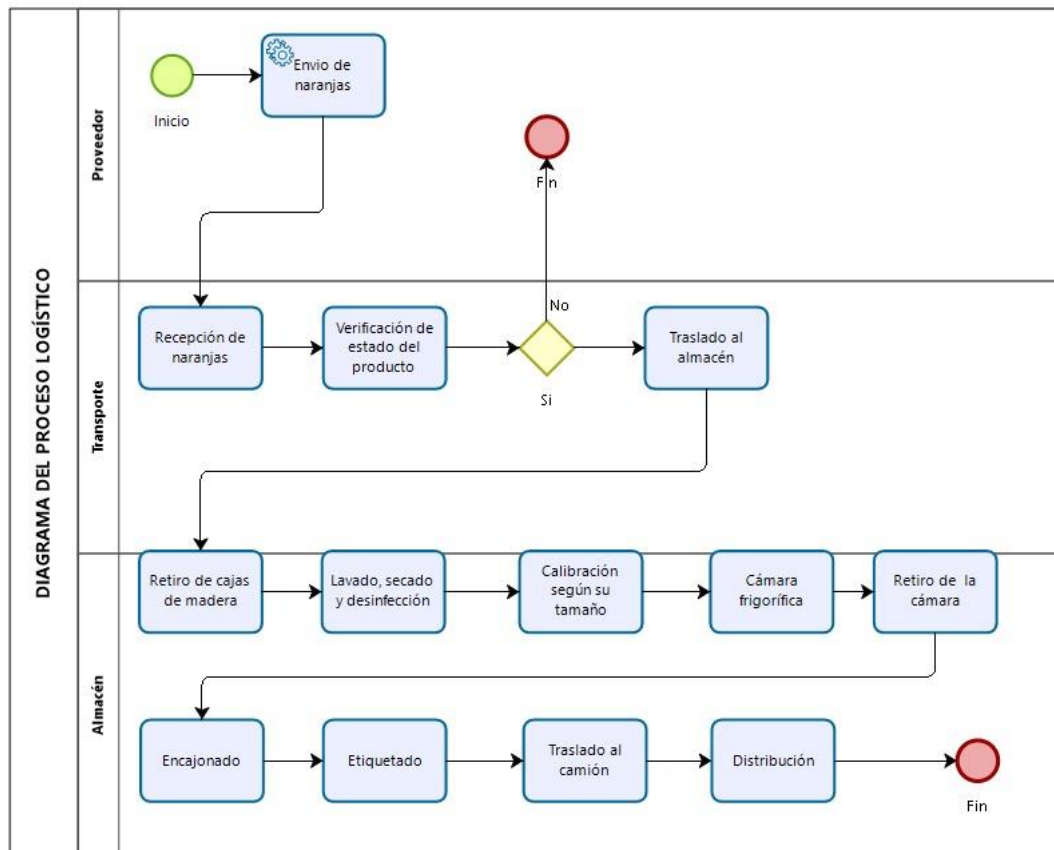 DIAGRAMA DEL PROCESO LOGÍSTICO
Proveedor
Inicio
Envio de
naranjas
Fin
Transporte
Recepción de
naranjas
Verificación de
estado del
producto
No
Si
Traslado al
almacén
Almacén
Retiro de cajas
de madera
Lavado, secado
y desinfección
Calibración
según su
tamaño
Cámara
frigorífica
Retiro de la
cámara
Encajonado
Etiquetado
Traslado al
camión
Distribución
Fin